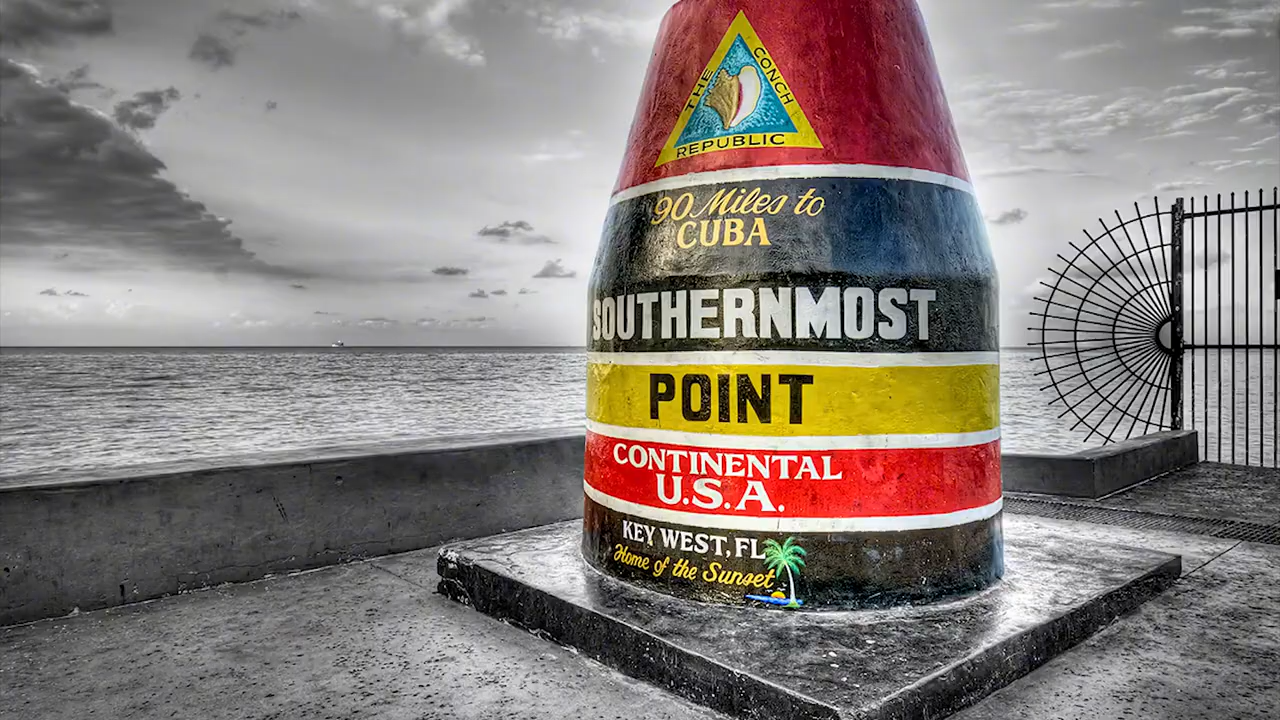 THE CONCH
REPUBLIC
90 Miles to
CUBA
SOUTHERNMOST
POINT
CONTINENTAL
U.S.A.
KEY WEST, FL
Home of the Sunset